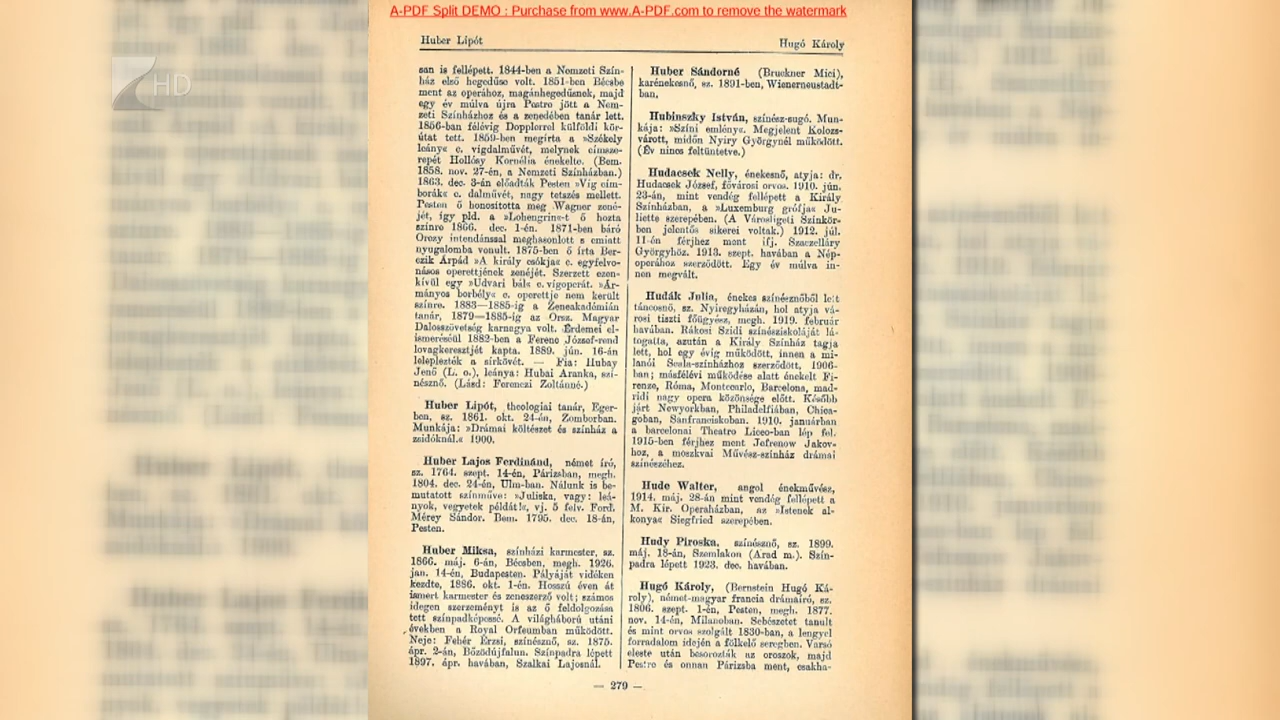 A-PDF Split DEMO : Purchase from www.A-PDF.com to remove the watermark
Huber Lipót
Hugó Károly
HD
san is fellépett. 1844-ben a Nemzeti Szín-
ház első hegedűse volt. 1851-ben Bécsbe
ment az operához, magánhegedűsnek, majd
egy év múlva újra Pestre jött a Nem-
zeti Színházhoz és a zenedében tanár lett.
1856-ban félévig Dopplerrel külföldi kör-
útat tett. 1859-ben megírta a »Székely
leány« c. vígdalművét, melynek címsze-
repét Hollósy Kornélia énekelte. (Bem.
1858. nov. 27-én, a Nemzeti Színházban.)
1863. dec. 3-án előadták Pesten »Víg cim-
borák« c. dalművét, nagy tetszés mellett.
Pesten ő honosította meg Wagner zené-
jét, így pld. a »Lohengrin«-t ő hozta
színre 1866. dec. 1-én. 1871-ben báró
Orczy intendánssal meghasonlott s emiatt
nyugalomba vonult. 1875-ben ő írta Ber-
czik Árpád »A király csókja« c. egyfelvo-
násos operettjének zenéjét. Szerzett ezen-
kívül egy »Udvari bál« c. vígoperát. »Ár-
mányos borbély« c. operettje nem került
színre. 1883—1885-ig a Zeneakadémián
tanár, 1879—1885-ig az Orsz. Magyar
Dalosszövetség karnagya volt. Érdemei el-
ismeréséül 1882-ben a Ferenc József-rend
lovagkeresztjét kapta. 1889. jún. 16-án
leleplezték a sírkövét. — Fia: Hubay
Jenő (L. o.), leánya: Hubai Aranka, szí-
nésznő. (Lásd: Ferenczi Zoltánné.)
Huber Lipót, theologiai tanár, Eger-
ben, sz. 1861. okt. 24-én, Zomborban.
Munkája: »Drámai költészet és színház a
zsidóknál.« 1900.
Huber Lajos Ferdinánd, német író,
sz. 1764. szept. 14-én, Párizsban, megh.
1804. dec. 24-én, Ulm-ban. Nálunk is be-
mutatott színműve: »Juliska, vagy: leá-
nyok, vegyetek példát!«, vj. 5 felv. Ford.
Mérey Sándor. Bem. 1795. dec. 18-án,
Pesten.
Huber Miksa, színházi karmester, sz.
1866. máj. 6-án, Bécsben, megh. 1926.
jan. 14-én, Budapesten. Pályáját vidéken
kezdte, 1886. okt. 1-én. Hosszú éven át
ismert karmester és zeneszerző volt; számos
idegen szerzeményt is az ő feldolgozása
tett színpadképessé. A világháború utáni
években a Royal Orfeumban működött.
Neje: Fehér Erzsi, színésznő, sz. 1875.
ápr. 2-án, Bőződújfalun. Színpadra lépett
1897. ápr. havában, Szalkai Lajosnál.
Huber Sándorné (Bruckner Mici),
karénekesnő, sz. 1891-ben, Wienerneustadt-
ban.
Hubinszky István, színész-sugó. Mun-
kája: »Színi emlény«. Megjelent Kolozs-
várott, midőn Nyiry Györgynél működött.
(Év nincs feltüntetve.)
Hudacsek Nelly, énekesnő, atyja: dr.
Hudacsek József, fővárosi orvos. 1910. jún.
23-án, mint vendég fellépett a Király
Színházban, a »Luxemburg grófja« Ju-
liette szerepében. (A Városligeti Színkör-
ben jelentős sikerei voltak.) 1912. júl.
11-én férjhez ment ifj. Szaczelláry
Györgyhöz. 1913. szept. havában a Nép-
operához szerződött. Egy év múlva in-
nen megvált.
Hudák Julia, énekes színésznőből lett
táncosnő, sz. Nyiregyházán, hol atyja vá-
rosi tiszti főügyész, megh. 1919. február
havában. Rákosi Szidi színésziskoláját lá-
togatta, azután a Király Színház tagja
lett, hol egy évig működött, innen a mi-
lanói Scala-színházhoz szerződött, 1906-
ban; másfélévi működése alatt énekelt Fi-
renze, Róma, Montecarlo, Barcelona, mad-
ridi nagy opera közönsége előtt. Később
járt Newyorkban, Philadelfiában, Chica-
goban, Sanfranciskoban. 1910. januárban
a barcelonai Theatro Liceo-ban lép fel.
1915-ben férjhez ment Jefrenow Jakov-
hoz, a moszkvai Művész-színház drámai
színészéhez.
Hude Walter, angol énekművész,
1914. máj. 28-án mint vendég fellépett a
M. Kir. Operaházban, az »Istenek al-
konya« Siegfried szerepében.
Hudy Piroska, színésznő, sz. 1899.
máj. 18-án, Szemlakon (Arad m.). Szín-
padra lépett 1923. dec. havában.
Hugó Károly, (Bernstein Hugó Ká-
roly), német-magyar francia drámaíró, sz.
1806. szept. 1-én, Pesten, megh. 1877.
nov. 14-én, Milanoban. Sebészetet tanult
és mint orvos szolgált 1830-ban, a lengyel
forradalom idején a fölkelő seregben. Varsó
eleste után besorozták az oroszok, majd
Pestre és onnan Párizsba ment, csakha-
— 279 —